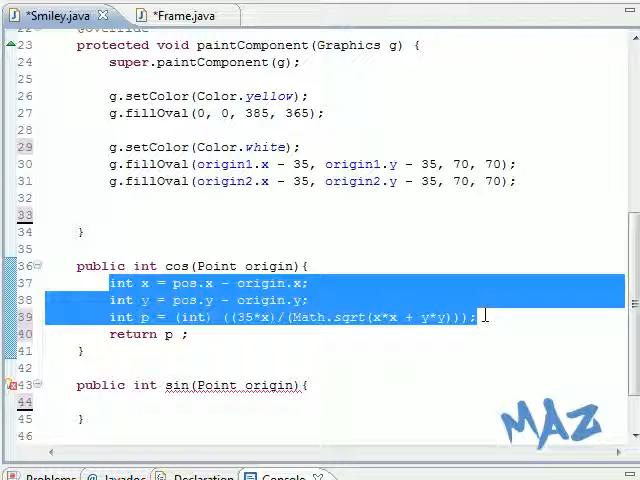 *Smiley.java
*Frame.java
22 @Override
23 protected void paintComponent(Graphics g) {
24 super.paintComponent(g);
25
26 g.setColor(Color.yellow);
27 g.fillOval(0, 0, 385, 365);
28
29 g.setColor(Color.white);
30 g.fillOval(origin1.x - 35, origin1.y - 35, 70, 70);
31 g.fillOval(origin2.x - 35, origin2.y - 35, 70, 70);
32
33
34 }
35
36 public int cos(Point origin){
37 int x = pos.x - origin.x;
38 int y = pos.y - origin.y;
39 int p = (int) ((35*x)/(Math.sqrt(x*x + y*y)));
40 return p ;
41 }
42
43 public int sin(Point origin){
44
45 }
46
MAZ
Problems @ Javadoc Declaration Console